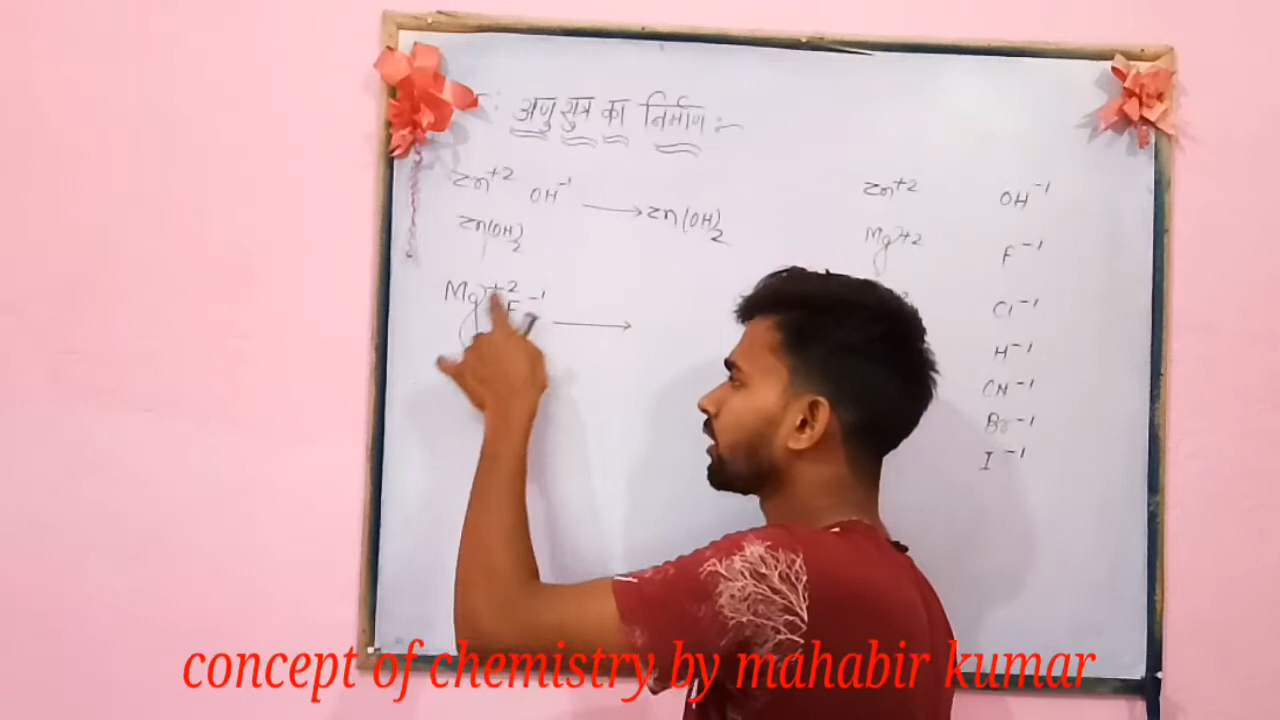 अणु सुत्र का निर्माण :-
Zn+2 OH-1 → Zn(OH)2
Zn(OH)2
Mg+2 F-1 →
Zn+2 OH-1
Mg+2 F-1
Cl-1
H-1
CN-1
Br-1
I-1
concept of chemistry by mahabir kumar